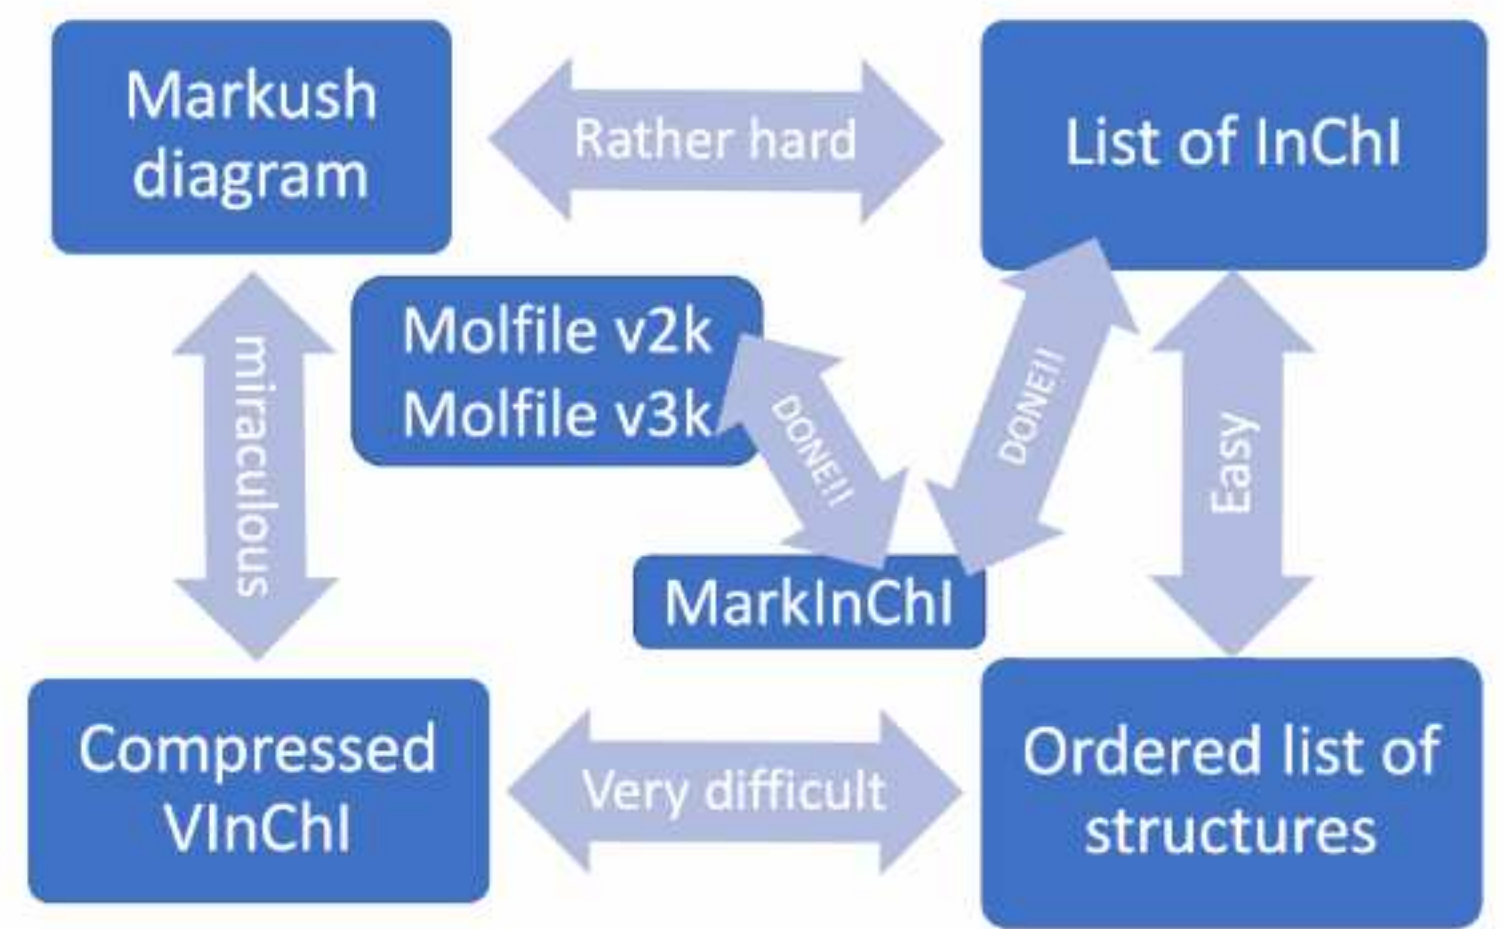 Markush
diagram
Rather hard
List of InChI
Molfile v2k
Molfile v3k
miraculous
DONE!!
DONE!!
Easy
MarkInChI
Compressed
VInChI
Very difficult
Ordered list of
structures